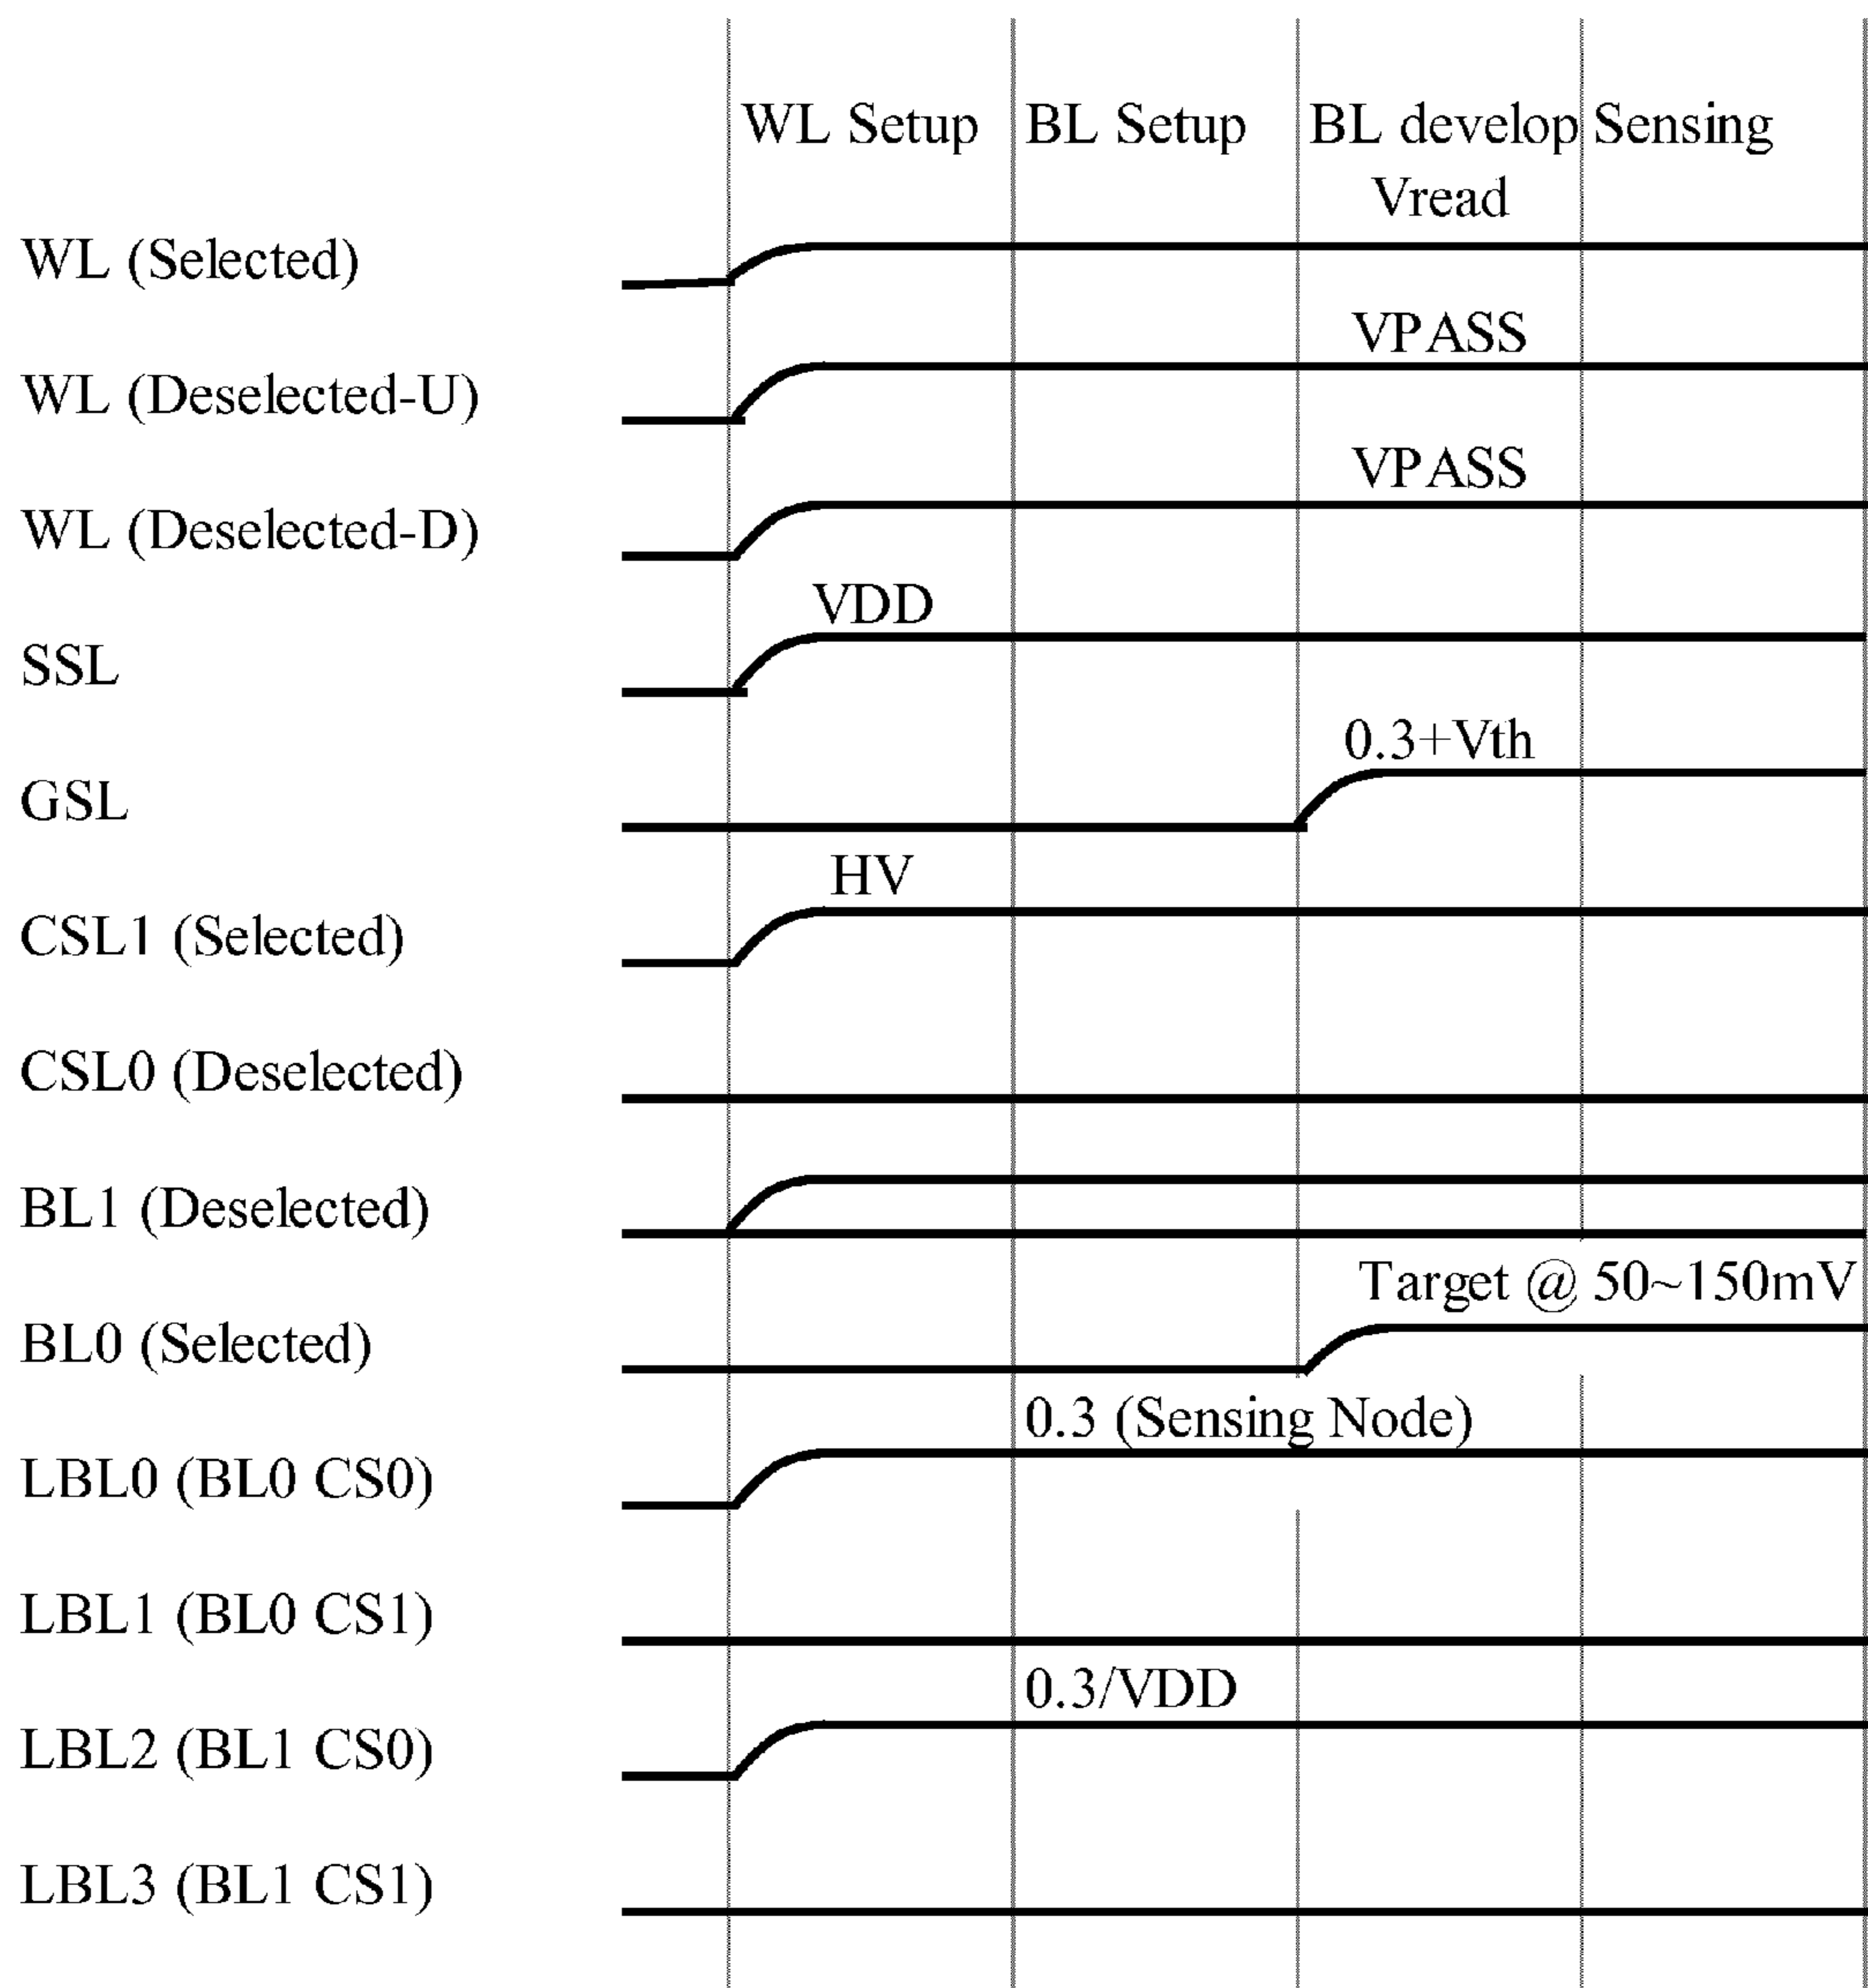 WL Setup BL Setup BL develop Sensing
Vread
WL (Selected)
VPASS
WL (Deselected-U)
VPASS
WL (Deselected-D)
VDD
SSL
0.3+Vth
GSL
HV
CSL1 (Selected)
CSL0 (Deselected)
BL1 (Deselected)
Target @ 50~150mV
BL0 (Selected)
0.3 (Sensing Node)
LBL0 (BL0 CS0)
LBL1 (BL0 CS1)
0.3/VDD
LBL2 (BL1 CS0)
LBL3 (BL1 CS1)